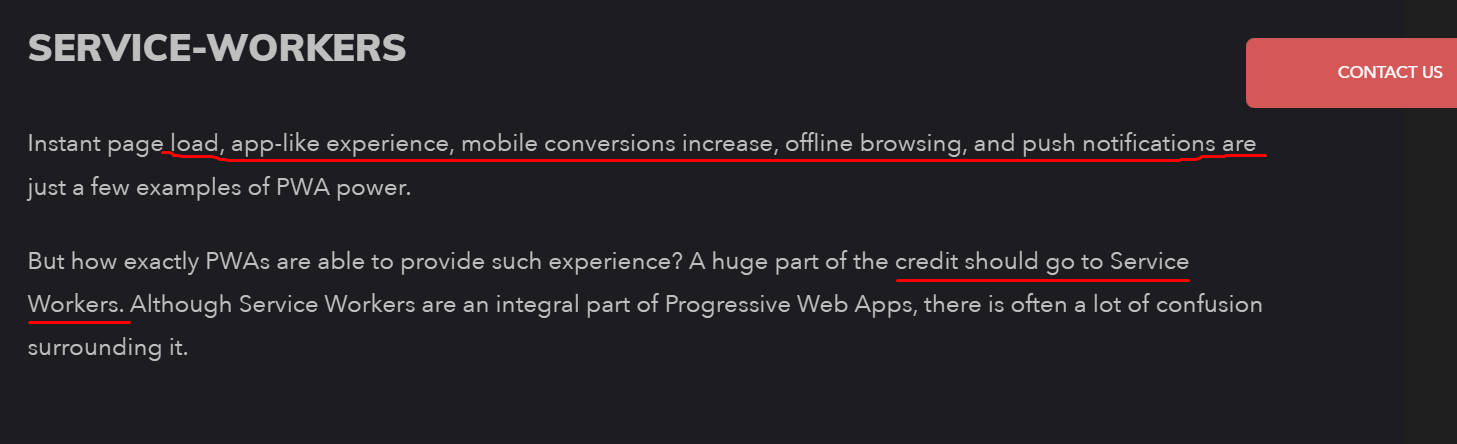 SERVICE-WORKERS
CONTACT US
Instant page load, app-like experience, mobile conversions increase, offline browsing, and push notifications are
just a few examples of PWA power.
But how exactly PWAs are able to provide such experience? A huge part of the credit should go to Service
Workers. Although Service Workers are an integral part of Progressive Web Apps, there is often a lot of confusion
surrounding it.